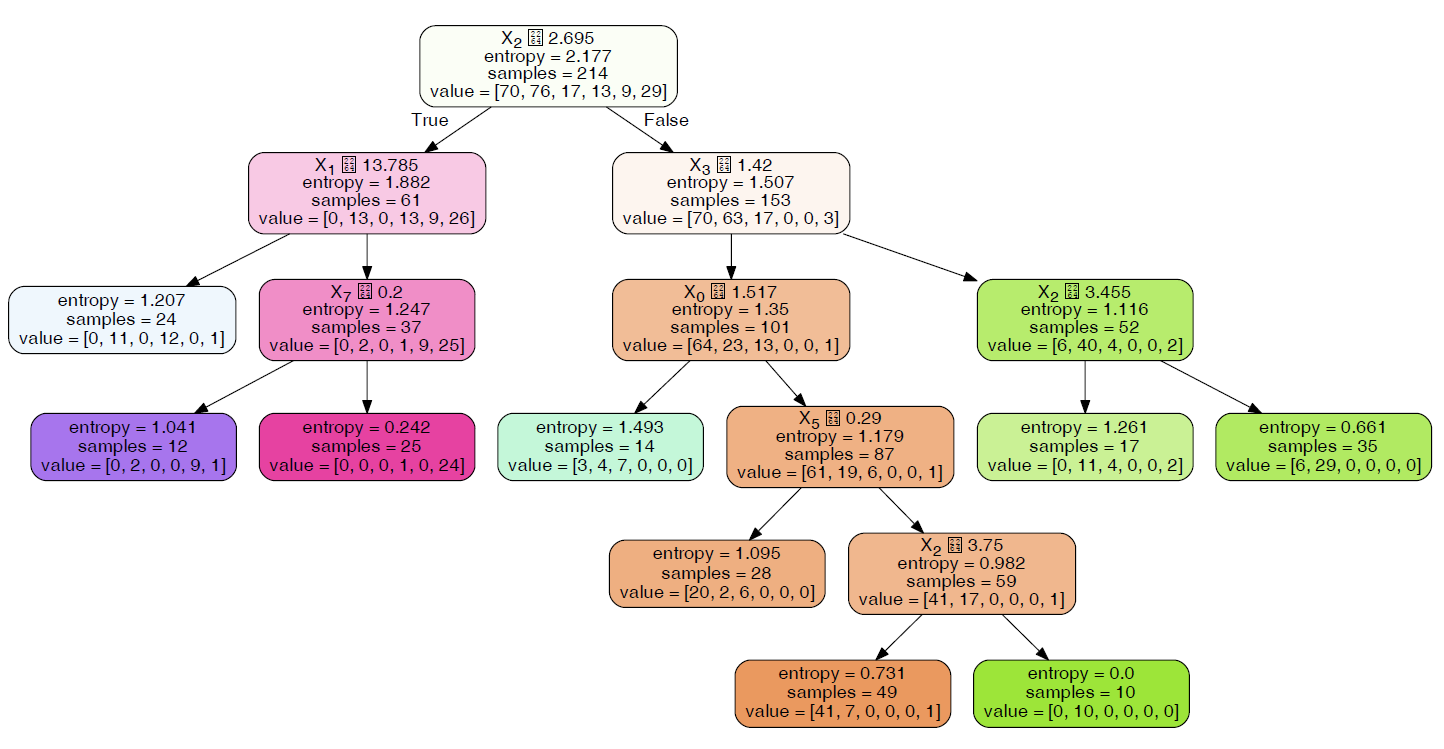 X2 ≤ 2.695
entropy = 2.177
samples = 214
value = [70, 76, 17, 13, 9, 29]
True
False
X1 ≤ 13.785
entropy = 1.882
samples = 61
value = [0, 13, 0, 13, 9, 26]
X3 ≤ 1.42
entropy = 1.507
samples = 153
value = [70, 63, 17, 0, 0, 3]
entropy = 1.207
samples = 24
value = [0, 11, 0, 12, 0, 1]
X7 ≤ 0.2
entropy = 1.247
samples = 37
value = [0, 2, 0, 1, 9, 25]
X0 ≤ 1.517
entropy = 1.35
samples = 101
value = [64, 23, 13, 0, 0, 1]
X2 ≤ 3.455
entropy = 1.116
samples = 52
value = [6, 40, 4, 0, 0, 2]
entropy = 1.041
samples = 12
value = [0, 2, 0, 0, 9, 1]
entropy = 0.242
samples = 25
value = [0, 0, 0, 1, 0, 24]
entropy = 1.493
samples = 14
value = [3, 4, 7, 0, 0, 0]
X5 ≤ 0.29
entropy = 1.179
samples = 87
value = [61, 19, 6, 0, 0, 1]
entropy = 1.261
samples = 17
value = [0, 11, 4, 0, 0, 2]
entropy = 0.661
samples = 35
value = [6, 29, 0, 0, 0, 0]
entropy = 1.095
samples = 28
value = [20, 2, 6, 0, 0, 0]
X2 ≤ 3.75
entropy = 0.982
samples = 59
value = [41, 17, 0, 0, 0, 1]
entropy = 0.731
samples = 49
value = [41, 7, 0, 0, 0, 1]
entropy = 0.0
samples = 10
value = [0, 10, 0, 0, 0, 0]